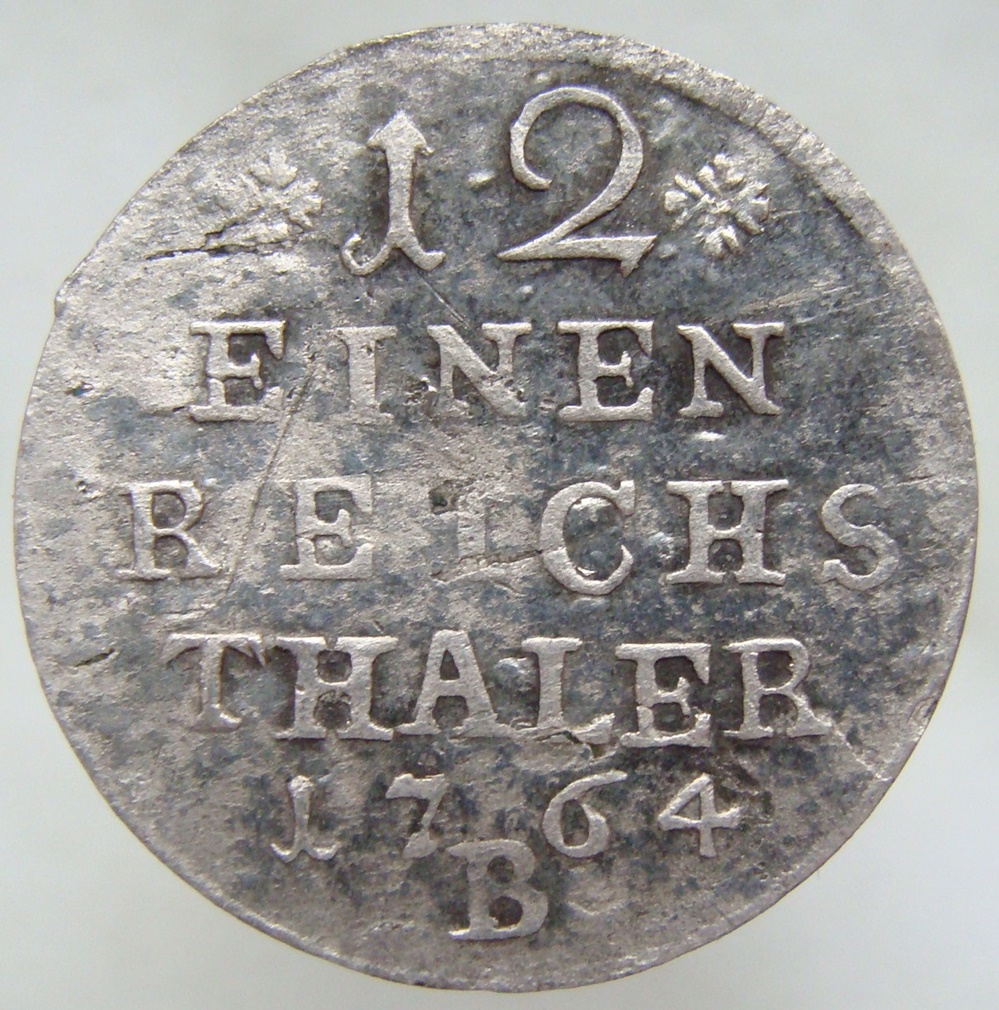 12
EINEN
REICHS
THALER
1764
B